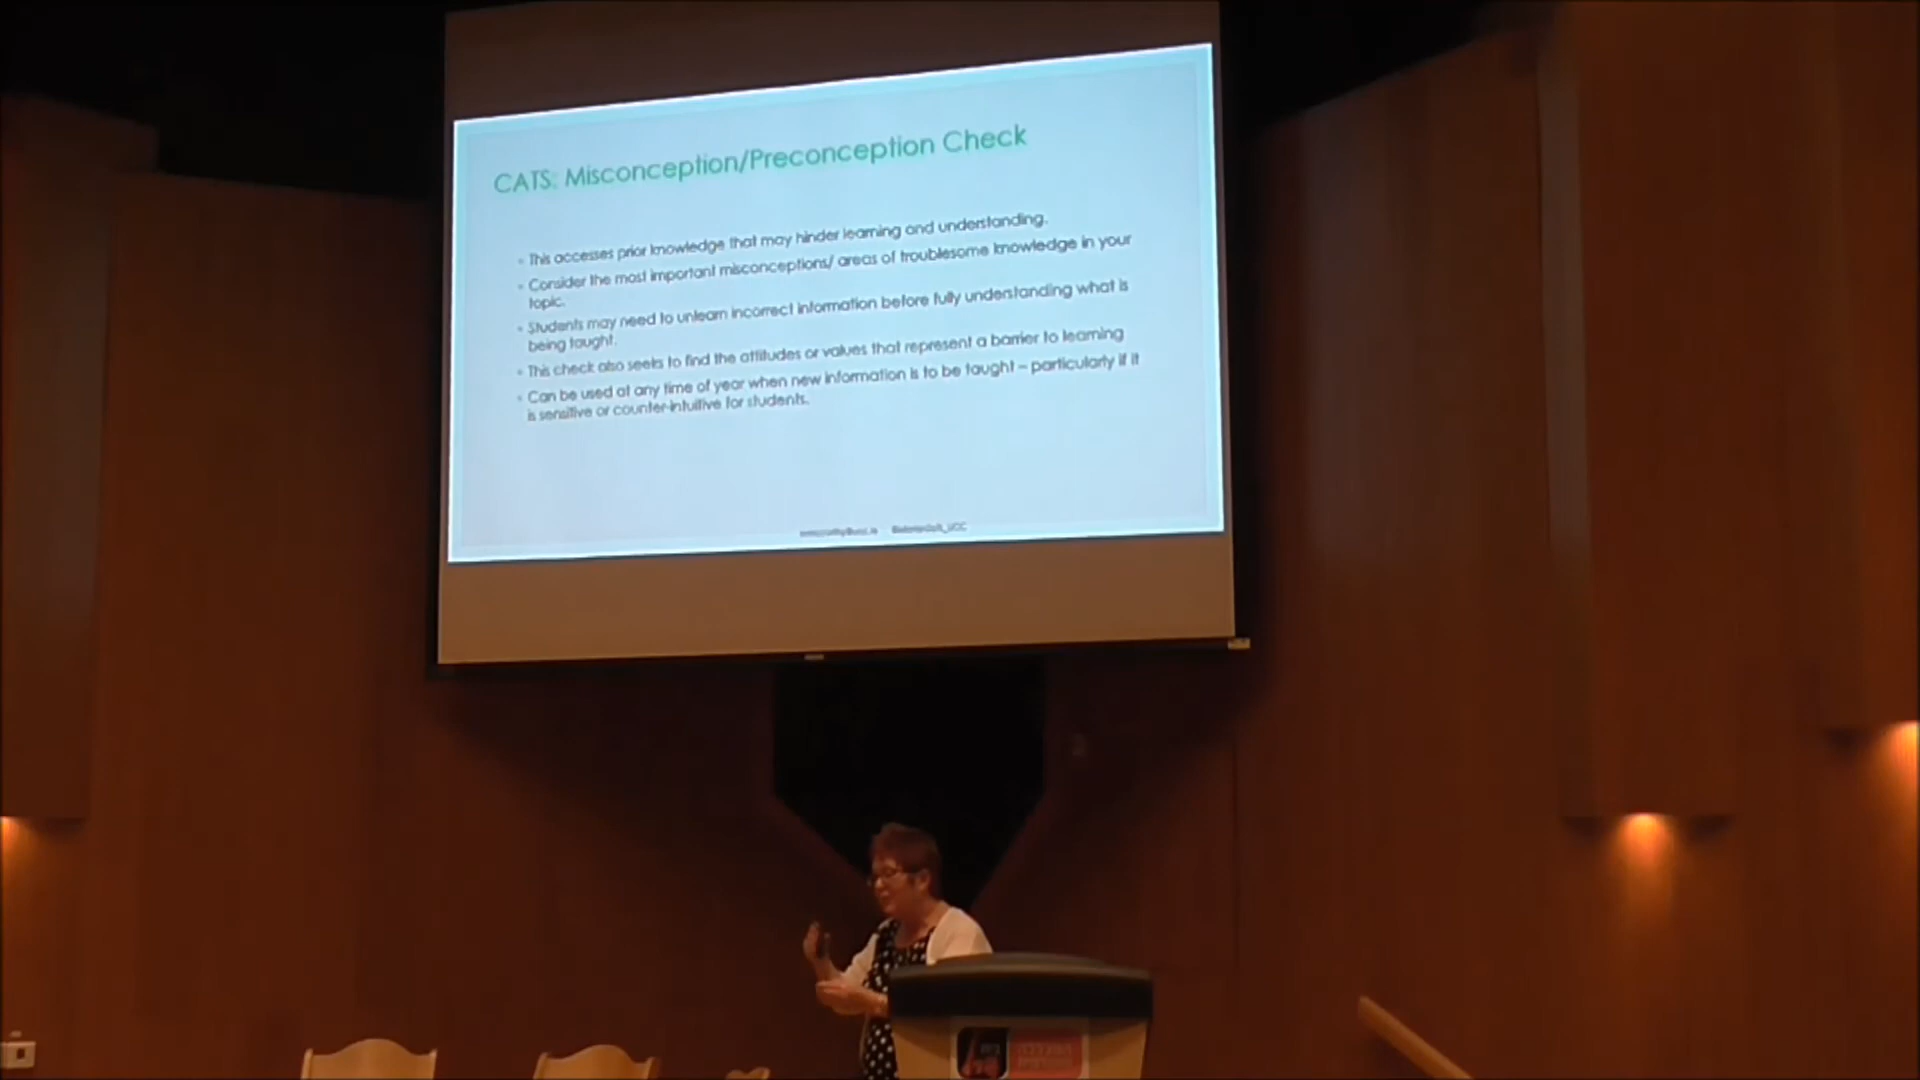 CATS: Misconception/Preconception Check
This accesses prior knowledge that may hinder learning and understanding.
Consider the most important misconceptions/ areas of troublesome knowledge in your
topic.
Students may need to unlearn incorrect information before fully understanding what is
being taught.
This check also seeks to find the attitudes or values that represent a barrier to learning
Can be used at any time of year when new information is to be taught – particularly if it
is sensitive or counter-intuitive for students.